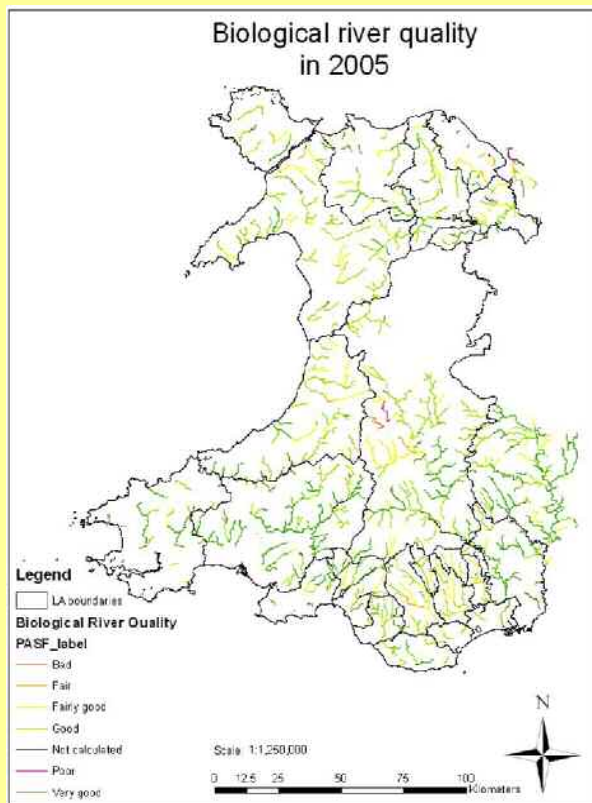 Biological river quality
in 2005
Legend
LA boundaries
Biological River Quality
PASF_label
Bad
Fair
Fairly good
Good
Not calculated
Poor
Very good
Scale 1:1,250,000
0 12.5 25 50 75 100
Kilometers
N